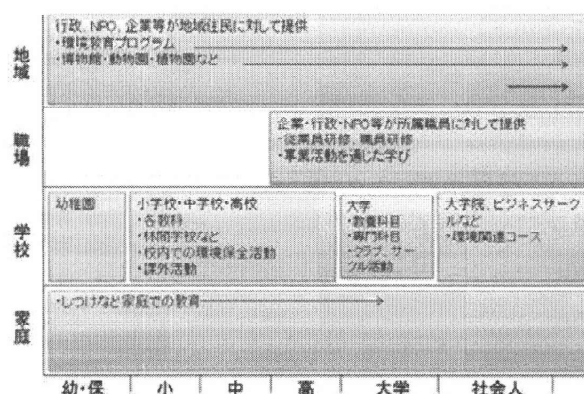 地域
行政、NPO、企業等が地域住民に対して提供
・環境教育プログラム
・博物館・動物園・植物園など
職場
企業・行政・NPO等が所属職員に対して提供
・従業員研修、職員研修
・事業活動を通じた学び
学校
幼稚園
小学校・中学校・高校
・各教科
・林間学校など
・校内での環境保全活動
・課外活動
大学
・教養科目
・専門科目
・クラブ、サー
クル活動
大学院、ビジネスサーク
ルなど
・環境関連コース
家庭
・しつけなど家庭での教育
幼・保
小
中
高
大学
社会人